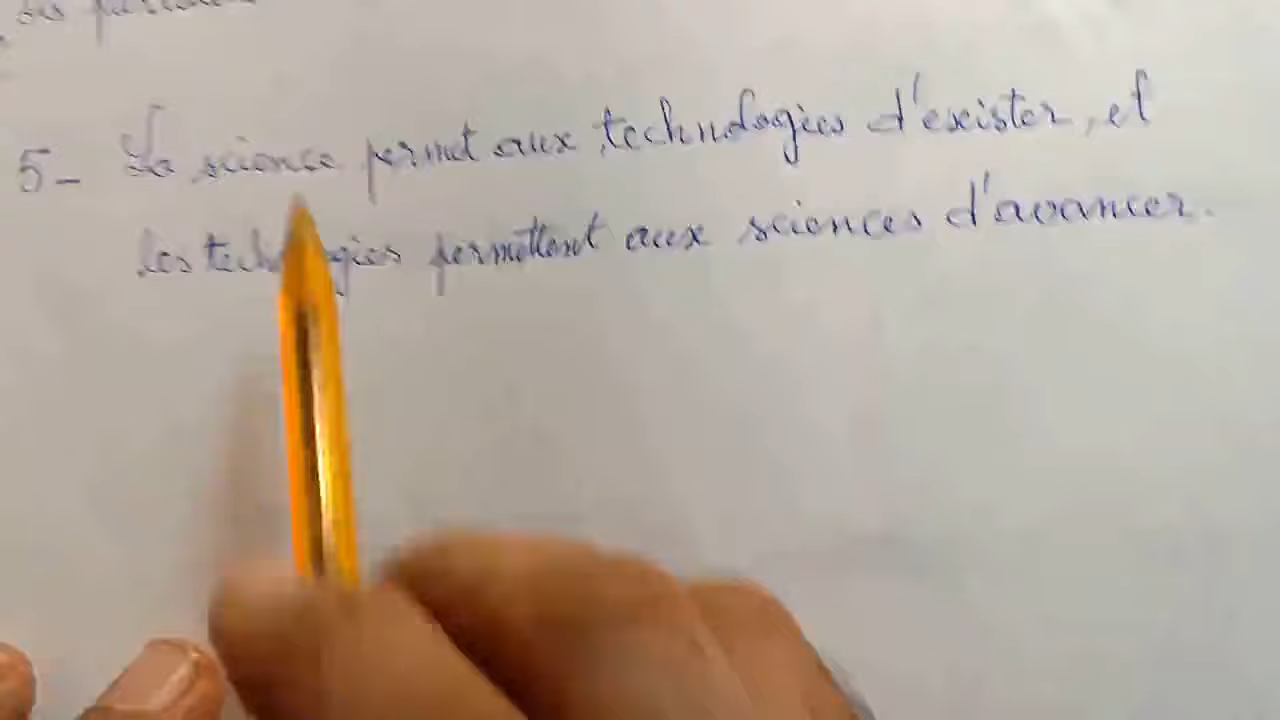 5- La science permet aux technologies d'exister, et
les technologies permettent aux sciences d'avancer.